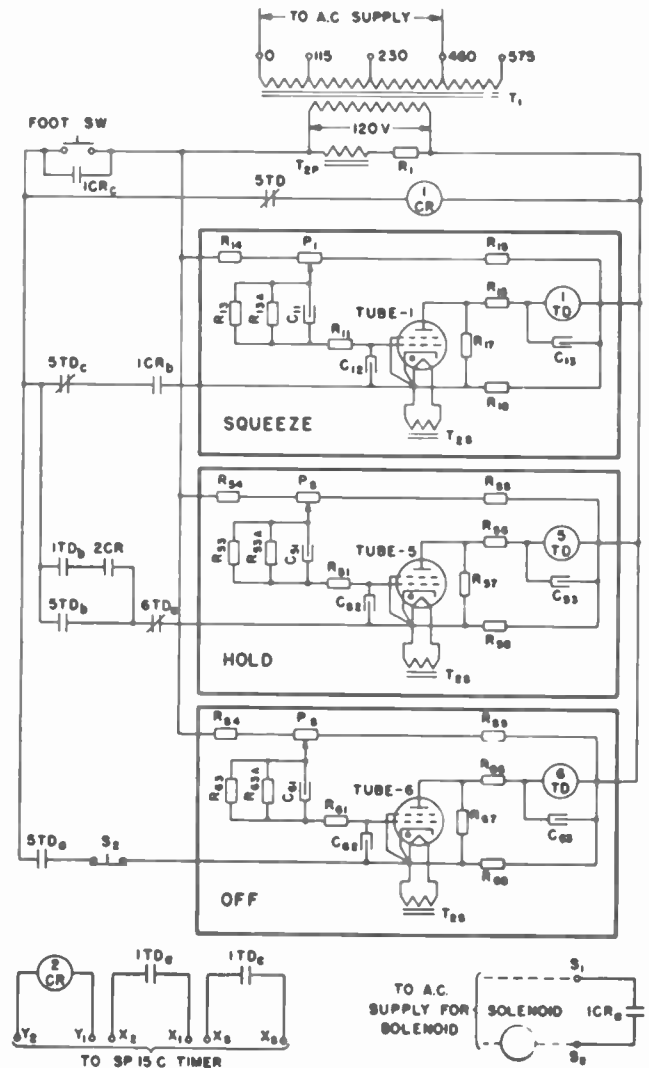 TO A.C. SUPPLY
0 115 230 460 575
T1
FOOT SW
120 V
T2P R1
1CRc
5TD
1 CR
R14 P1 R19
R13 R13A C11 TUBE-1 R18 1 TD
R11 R17
C12 C13
5TDc 1CRb
R10
SQUEEZE T2S
R54 P5 R55
R53 R53A C51 TUBE-5 R56 5 TD
1TDb 2CR R51 R57
C52 C53
5TDb 6TDa
R58
HOLD T2S
R64 P6 R65
R63 R63A C61 TUBE-6 R66 6 TD
R61 R67
C62 C63
5TDa S2
R68
OFF T2S
2 CR 1TDa 1TDc
TO A.C. SUPPLY FOR SOLENOID
S1
SOLENOID 1CRa
Y2 Y1 X2 X1 X5 S2
TO SP 15 C TIMER